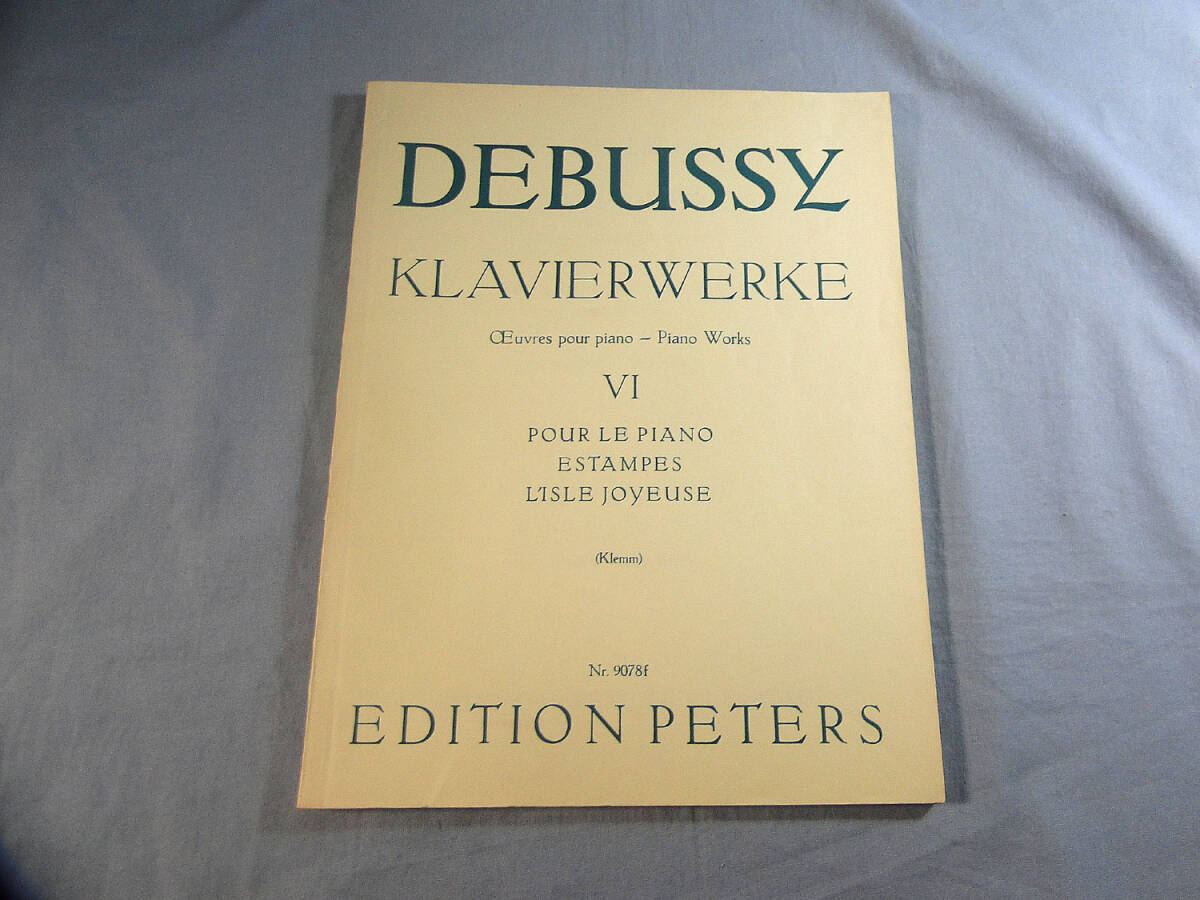 DEBUSSY
KLAVIERWERKE
Œuvres pour piano – Piano Works
VI
POUR LE PIANO
ESTAMPES
L'ISLE JOYEUSE
(Klemm)
Nr. 9078f
EDITION PETERS